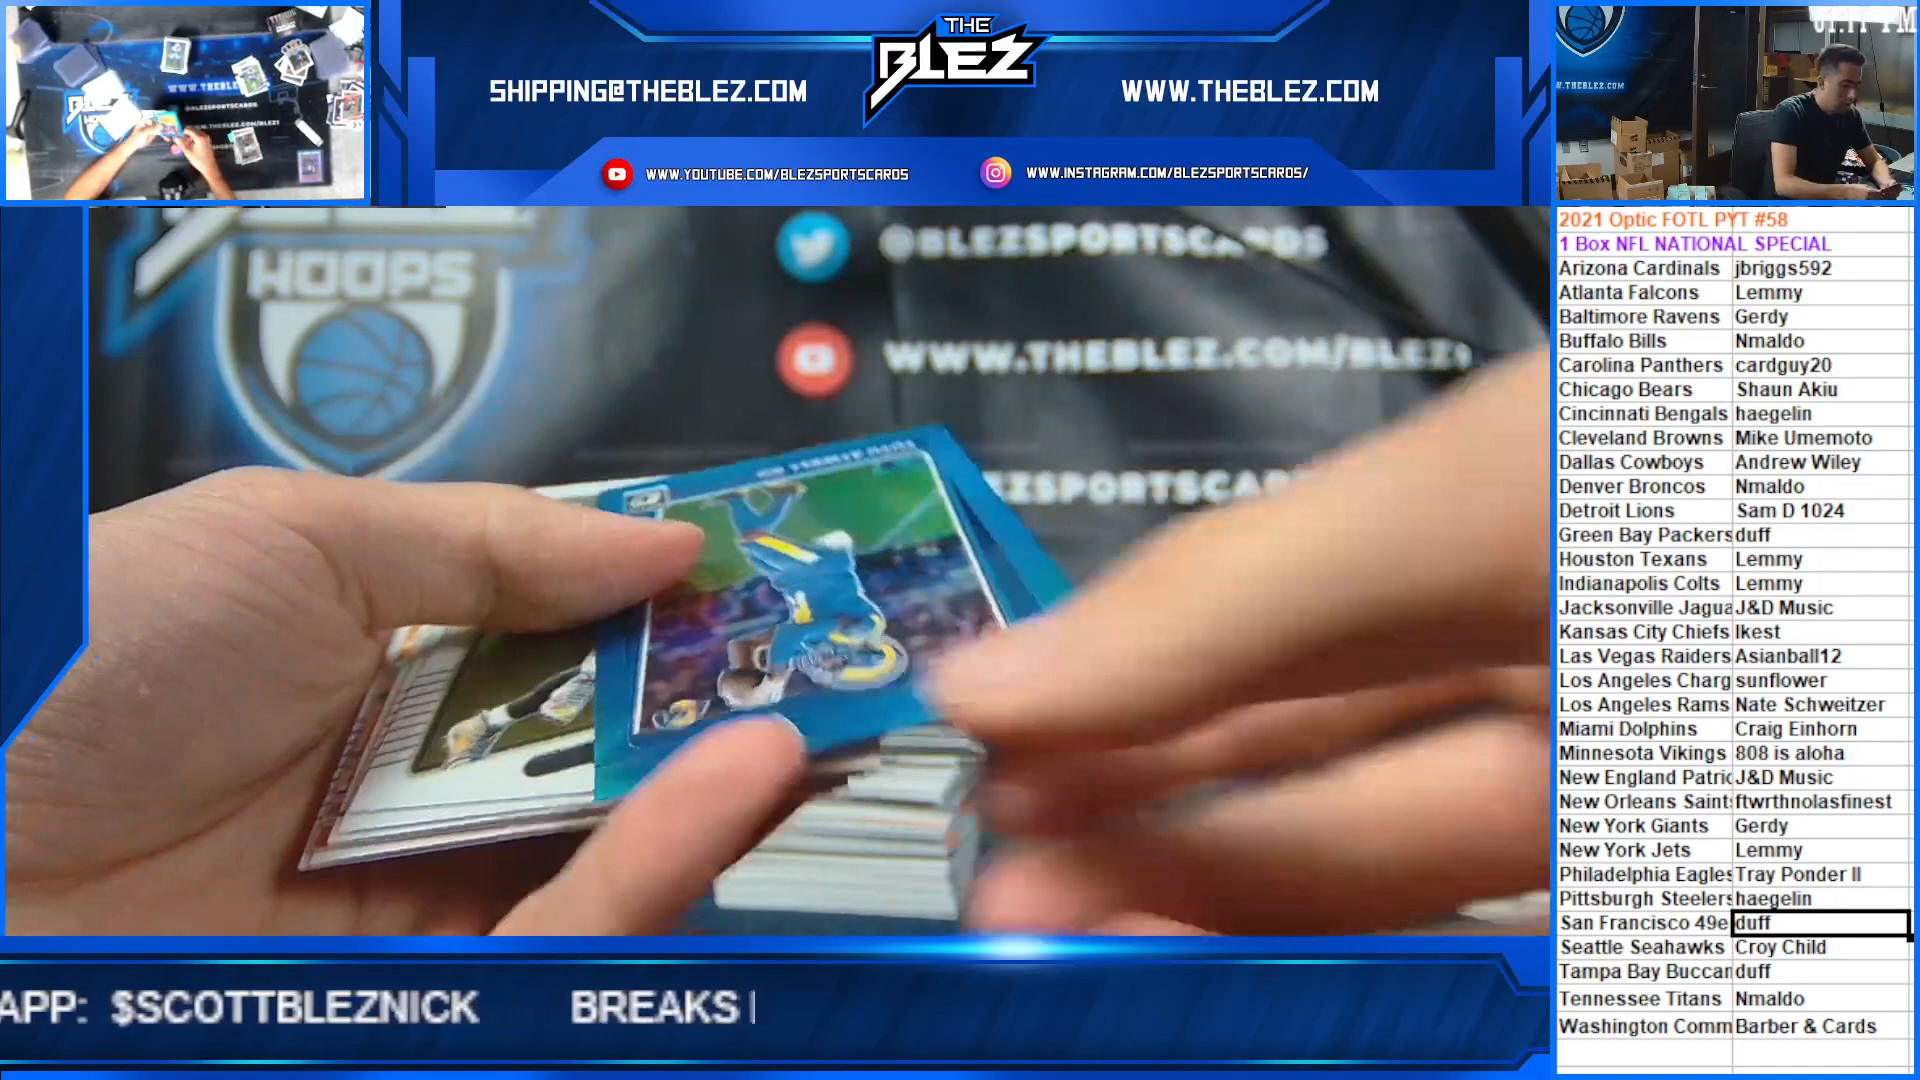 THE
BLEZ
SHIPPING@THEBLEZ.COM
WWW.THEBLEZ.COM
WWW.YOUTUBE.COM/BLEZSPORTSCARDS
WWW.INSTAGRAM.COM/BLEZSPORTSCARDS/
HOOPS
@BLEZSPORTSCARDS
WWW.THEBLEZ.COM/BLEZ
2021 Optic FOTL PYT #58
1 Box NFL NATIONAL SPECIAL
Arizona Cardinals jbriggs592
Atlanta Falcons Lemmy
Baltimore Ravens Gerdy
Buffalo Bills Nmaldo
Carolina Panthers cardguy20
Chicago Bears Shaun Akiu
Cincinnati Bengals haegelin
Cleveland Browns Mike Umemoto
Dallas Cowboys Andrew Wiley
Denver Broncos Nmaldo
Detroit Lions Sam D 1024
Green Bay Packers duff
Houston Texans Lemmy
Indianapolis Colts Lemmy
Jacksonville Jagua J&D Music
Kansas City Chiefs Ikest
Las Vegas Raiders Asianball12
Los Angeles Charg sunflower
Los Angeles Rams Nate Schweitzer
Miami Dolphins Craig Einhorn
Minnesota Vikings 808 is aloha
New England Patric J&D Music
New Orleans Saints ftwrthnolasfinest
New York Giants Gerdy
New York Jets Lemmy
Philadelphia Eagles Tray Ponder II
Pittsburgh Steelers haegelin
San Francisco 49e duff
Seattle Seahawks Croy Child
Tampa Bay Buccan duff
Tennessee Titans Nmaldo
Washington Comm Barber & Cards
APP: $SCOTTBLEZNICK BREAKS